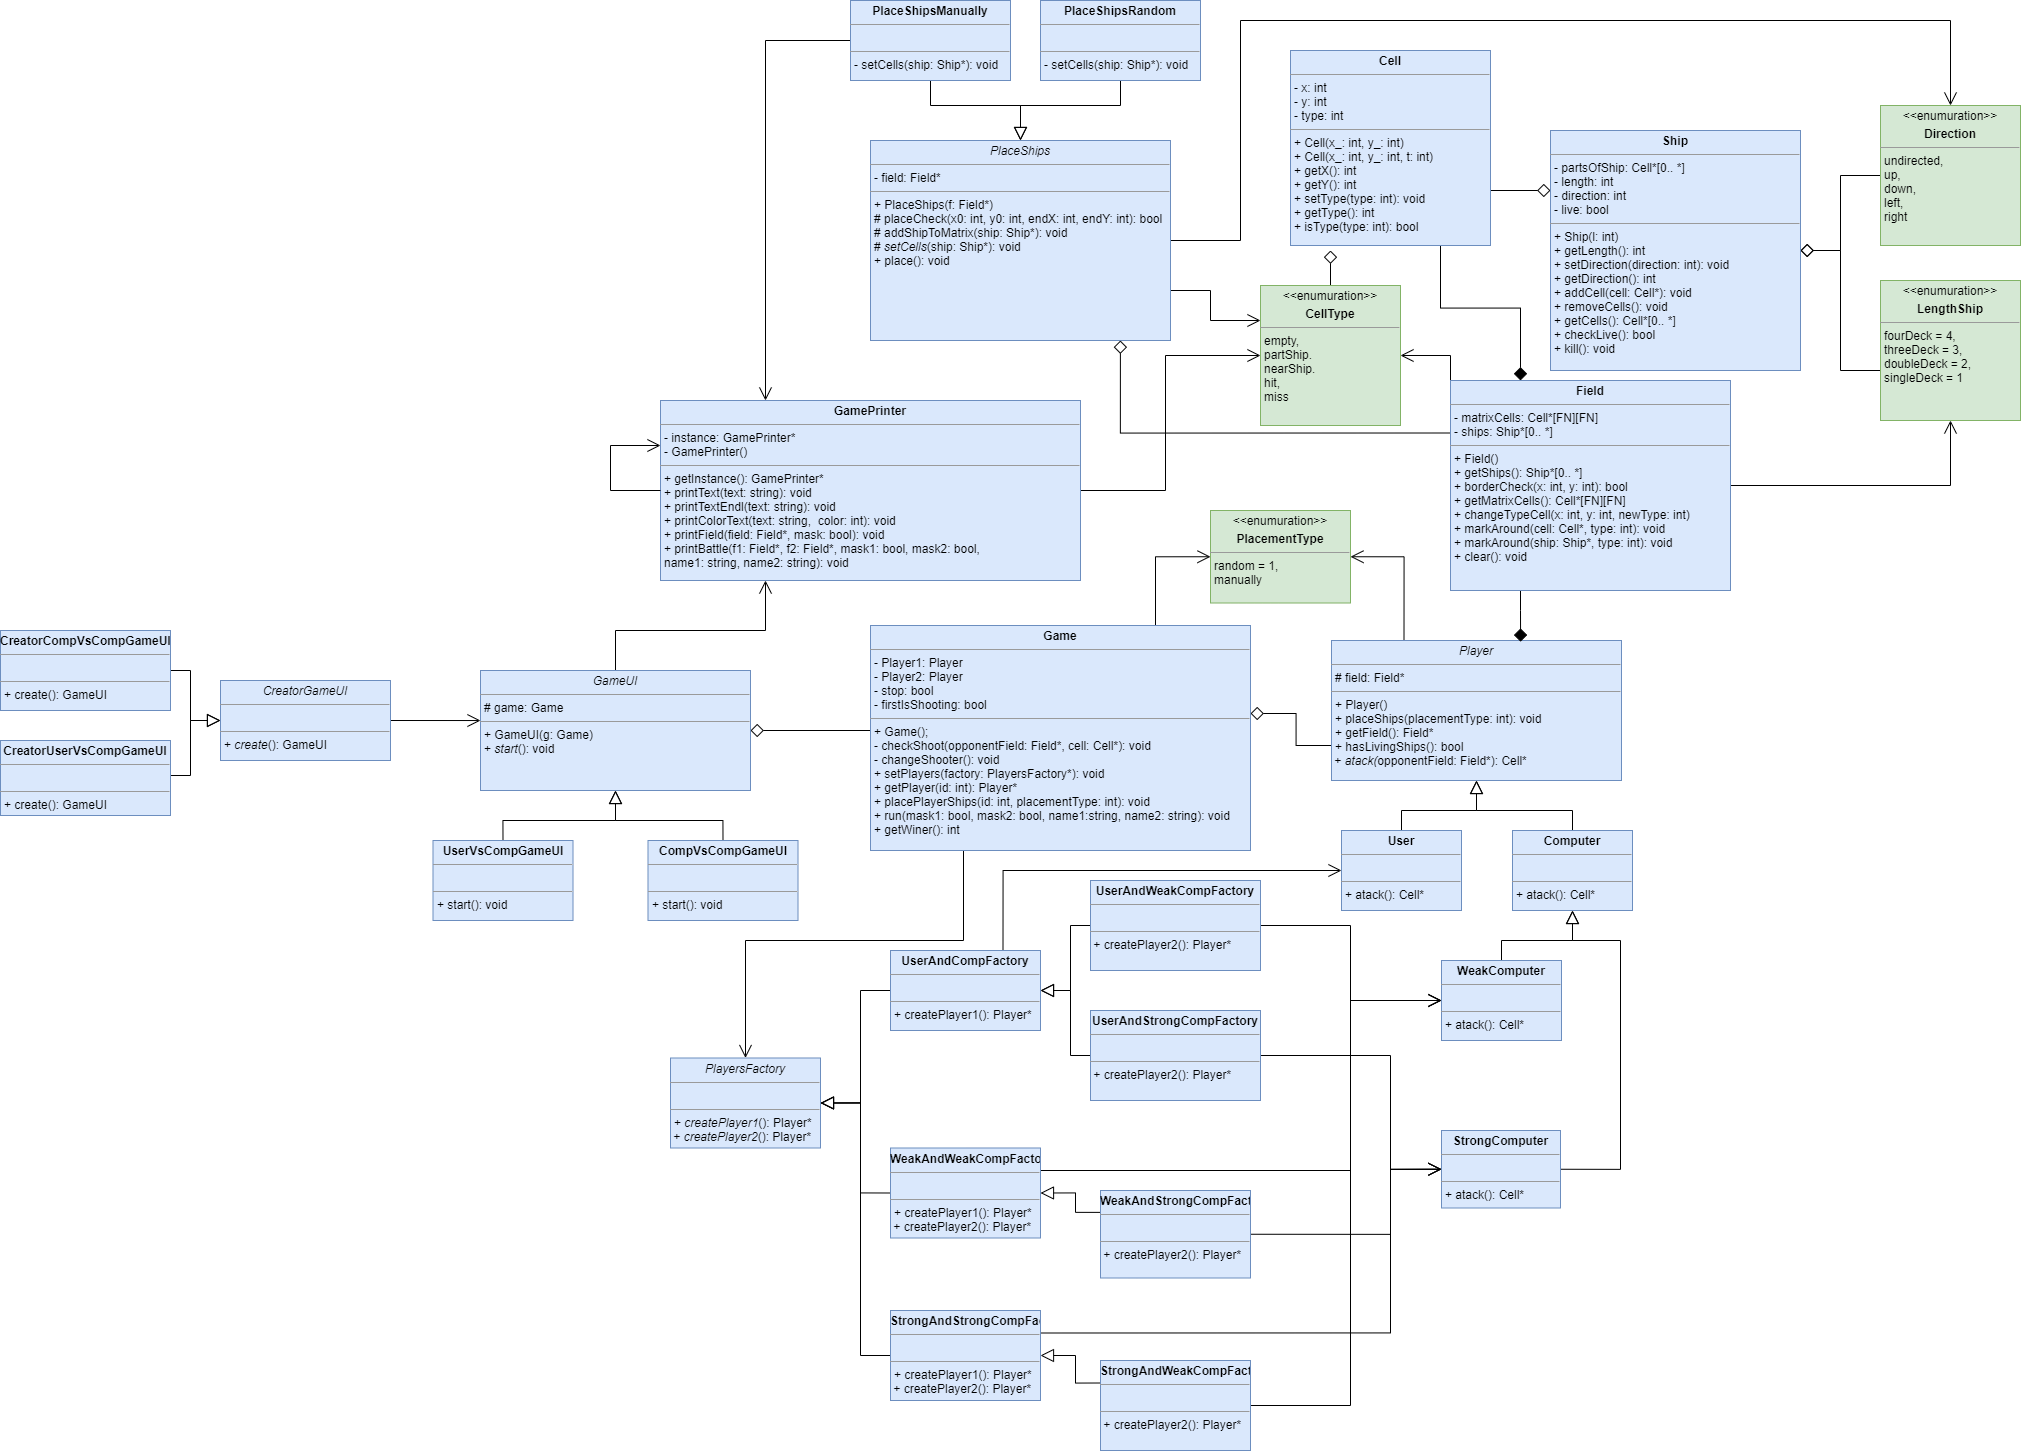 PlaceShipsManually
- setCells(ship: Ship*): void
PlaceShipsRandom
- setCells(ship: Ship*): void
PlaceShips
- field: Field*
+ PlaceShips(f: Field*)
# placeCheck(x0: int, y0: int, endX: int, endY: int): bool
# addShipToMatrix(ship: Ship*): void
# setCells(ship: Ship*): void
+ place(): void
Cell
- x: int
- y: int
- type: int
+ Cell(x_: int, y_: int)
+ Cell(x_: int, y_: int, t: int)
+ getX(): int
+ getY(): int
+ setType(type: int): void
+ getType(): int
+ isType(type: int): bool
Ship
- partsOfShip: Cell*[0.. *]
- length: int
- direction: int
- live: bool
+ Ship(l: int)
+ getLength(): int
+ setDirection(direction: int): void
+ getDirection(): int
+ addCell(cell: Cell*): void
+ removeCells(): void
+ getCells(): Cell*[0.. *]
+ checkLive(): bool
+ kill(): void
<<enumuration>>
Direction
undirected,
up,
down,
left,
right
<<enumuration>>
LengthShip
fourDeck = 4,
threeDeck = 3,
doubleDeck = 2,
singleDeck = 1
<<enumuration>>
CellType
empty,
partShip.
nearShip.
hit,
miss
GamePrinter
- instance: GamePrinter*
- GamePrinter()
+ getInstance(): GamePrinter*
+ printText(text: string): void
+ printTextEndl(text: string): void
+ printColorText(text: string,  color: int): void
+ printField(field: Field*, mask: bool): void
+ printBattle(f1: Field*, f2: Field*, mask1: bool, mask2: bool,
name1: string, name2: string): void
Field
- matrixCells: Cell*[FN][FN]
- ships: Ship*[0.. *]
+ Field()
+ getShips(): Ship*[0.. *]
+ borderCheck(x: int, y: int): bool
+ getMatrixCells(): Cell*[FN][FN]
+ changeTypeCell(x: int, y: int, newType: int)
+ markAround(cell: Cell*, type: int): void
+ markAround(ship: Ship*, type: int): void
+ clear(): void
<<enumuration>>
PlacementType
random = 1,
manually
CreatorCompVsCompGameUI
+ create(): GameUI
CreatorUserVsCompGameUI
+ create(): GameUI
CreatorGameUI
+ create(): GameUI
GameUI
# game: Game
+ GameUI(g: Game)
+ start(): void
UserVsCompGameUI
+ start(): void
CompVsCompGameUI
+ start(): void
Game
- Player1: Player
- Player2: Player
- stop: bool
- firstIsShooting: bool
+ Game();
- checkShoot(opponentField: Field*, cell: Cell*): void
- changeShooter(): void
+ setPlayers(factory: PlayersFactory*): void
+ getPlayer(id: int): Player*
+ placePlayerShips(id: int, placementType: int): void
+ run(mask1: bool, mask2: bool, name1:string, name2: string): void
+ getWiner(): int
Player
# field: Field*
+ Player()
+ placeShips(placementType: int): void
+ getField(): Field*
+ hasLivingShips(): bool
+ atack(opponentField: Field*): Cell*
User
+ atack(): Cell*
Computer
+ atack(): Cell*
UserAndWeakCompFactory
+ createPlayer2(): Player*
UserAndCompFactory
+ createPlayer1(): Player*
UserAndStrongCompFactory
+ createPlayer2(): Player*
WeakComputer
+ atack(): Cell*
StrongComputer
+ atack(): Cell*
PlayersFactory
+ createPlayer1(): Player*
+ createPlayer2(): Player*
WeakAndWeakCompFacto
+ createPlayer1(): Player*
+ createPlayer2(): Player*
WeakAndStrongCompFact
+ createPlayer2(): Player*
StrongAndStrongCompFa
+ createPlayer1(): Player*
+ createPlayer2(): Player*
StrongAndWeakCompFact
+ createPlayer2(): Player*